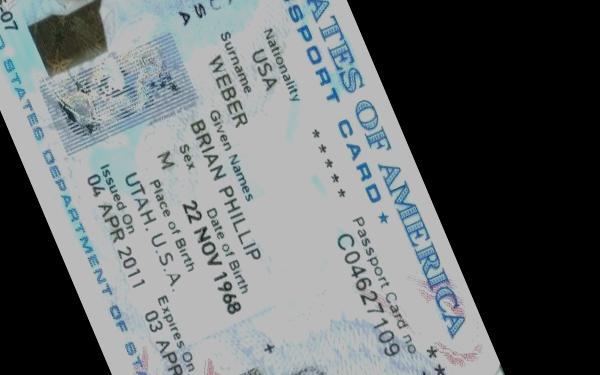 STATES OF AMERICA
SPORT CARD
Nationality
USA
Passport Card no
C04627109
Surname
WEBER
Given Names
BRIAN PHILLIP
Sex
M
Date of Birth
22 NOV 1968
Place of Birth
UTAH, U.S.A.
Issued On
04 APR 2011
Expires On
03 APR
STATES DEPARTMENT OF